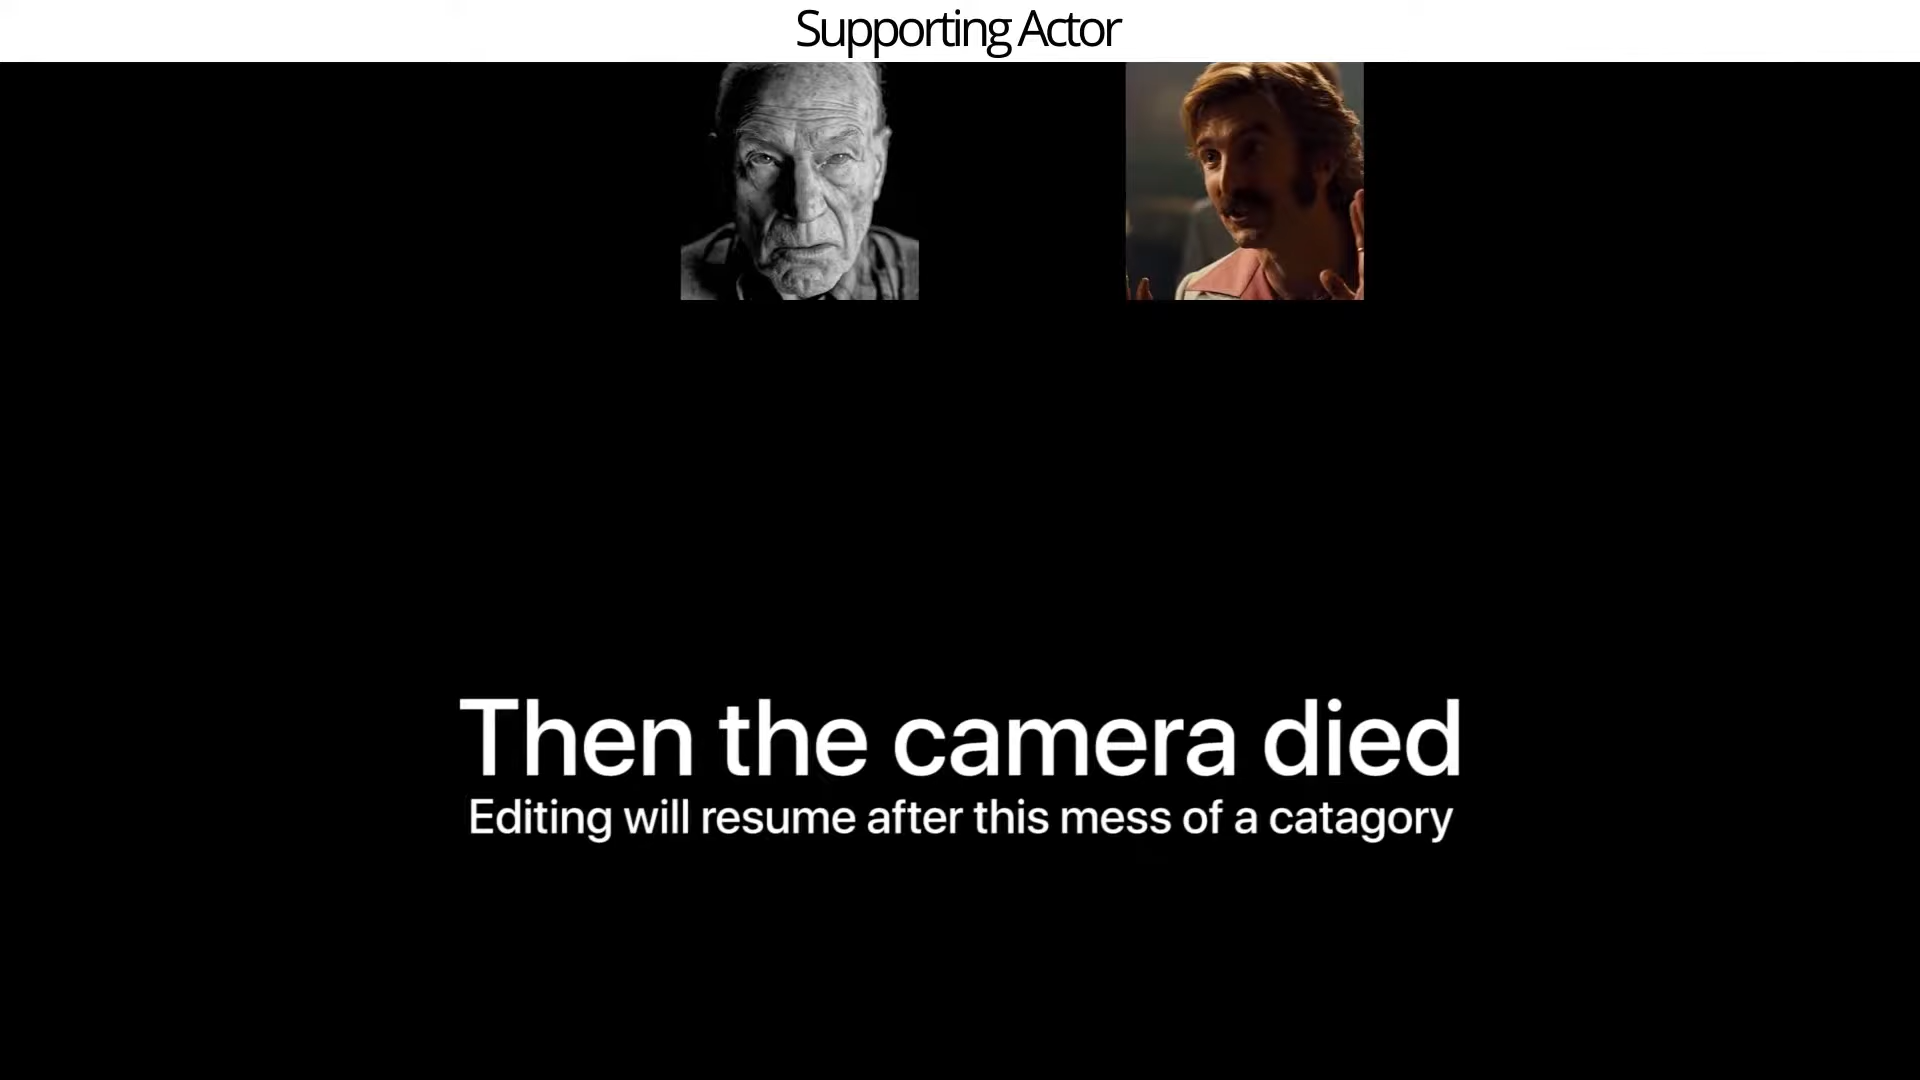 Supporting Actor
Then the camera died
Editing will resume after this mess of a catagory